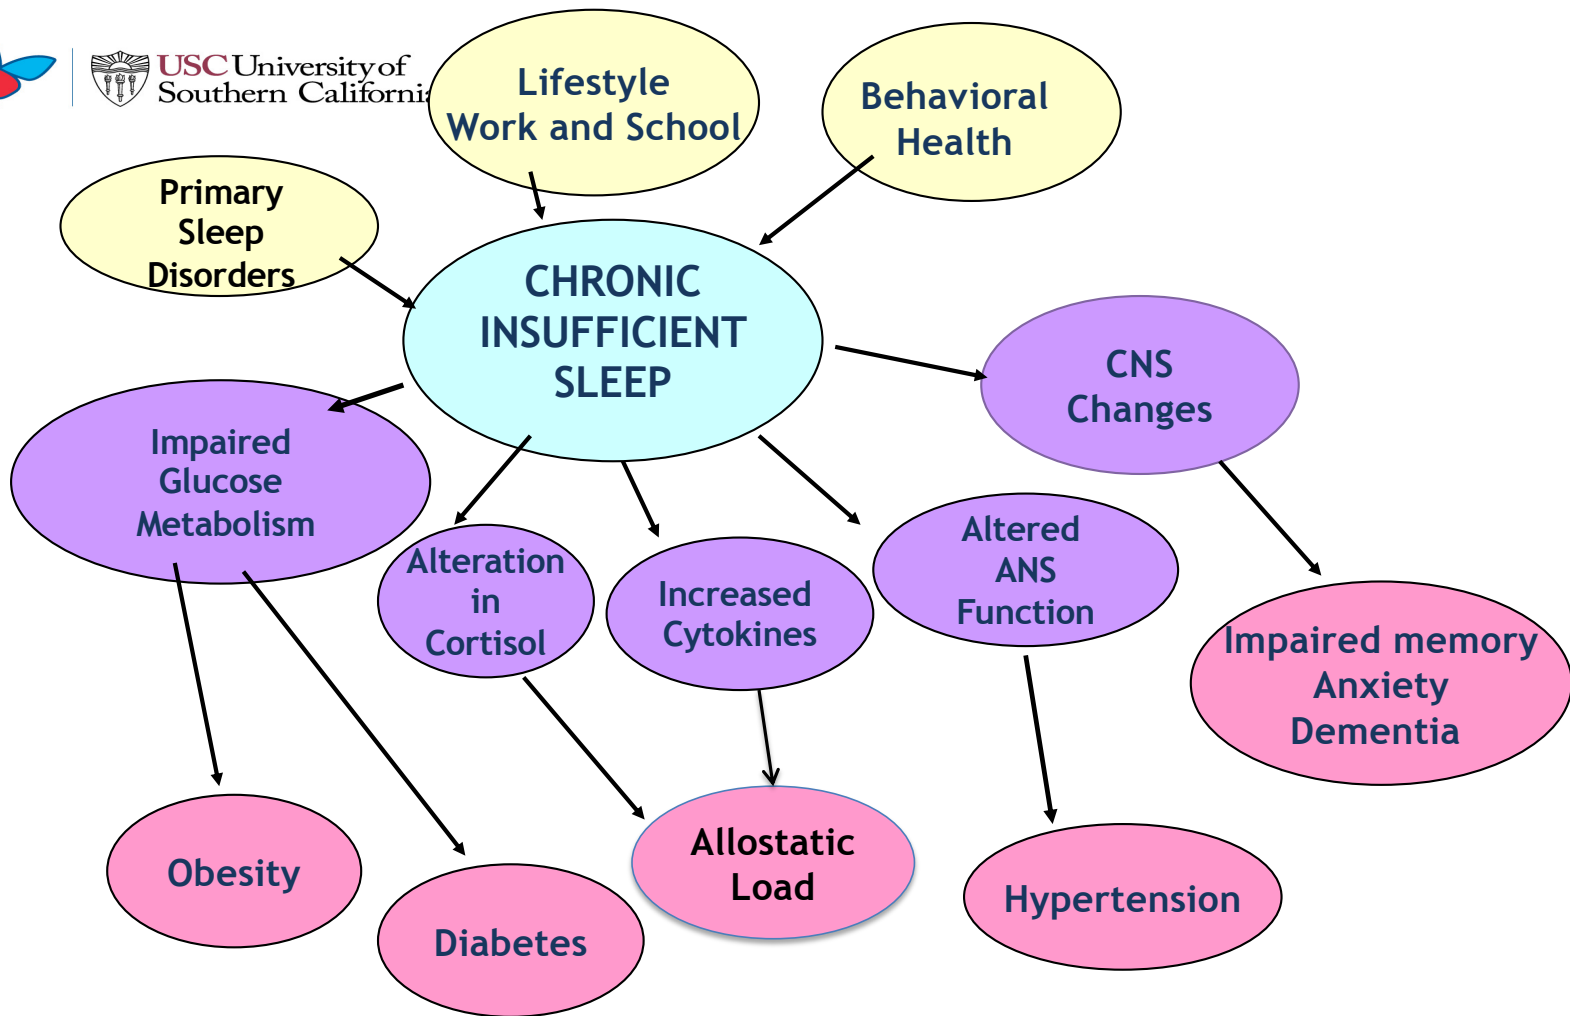 USC University of
Southern California
Lifestyle
Work and School
Behavioral
Health
Primary
Sleep
Disorders
CHRONIC
INSUFFICIENT
SLEEP
CNS
Changes
Impaired
Glucose
Metabolism
Alteration
in
Cortisol
Increased
Cytokines
Altered
ANS
Function
Impaired memory
Anxiety
Dementia
Obesity
Diabetes
Allostatic
Load
Hypertension